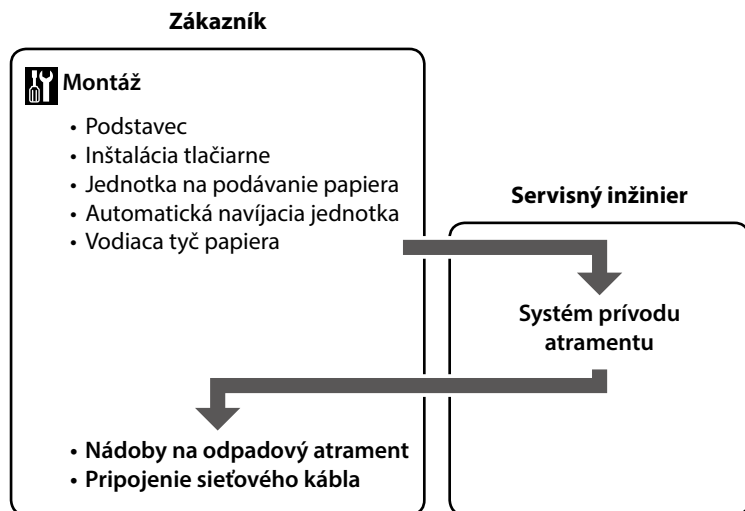 Zákazník
Montáž
• Podstavec
• Inštalácia tlačiarne
• Jednotka na podávanie papiera
• Automatická navíjacia jednotka
• Vodiaca tyč papiera
Servisný inžinier
Systém prívodu
atramentu
• Nádoby na odpadový atrament
• Pripojenie sieťového kábla